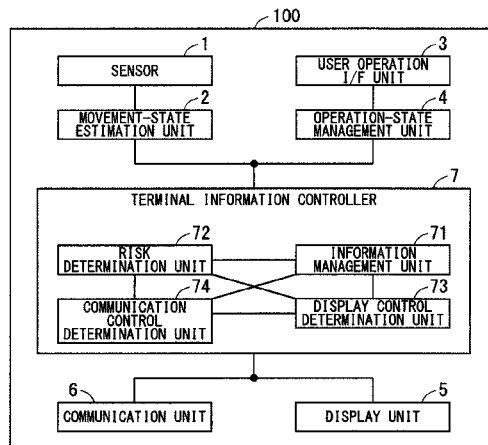 100
1
SENSOR
3
USER OPERATION
I/F UNIT
2
MOVEMENT-STATE
ESTIMATION UNIT
4
OPERATION-STATE
MANAGEMENT UNIT
7
TERMINAL INFORMATION CONTROLLER
72
RISK
DETERMINATION UNIT
71
INFORMATION
MANAGEMENT UNIT
74
COMMUNICATION
CONTROL
DETERMINATION UNIT
73
DISPLAY CONTROL
DETERMINATION UNIT
6
COMMUNICATION UNIT
5
DISPLAY UNIT